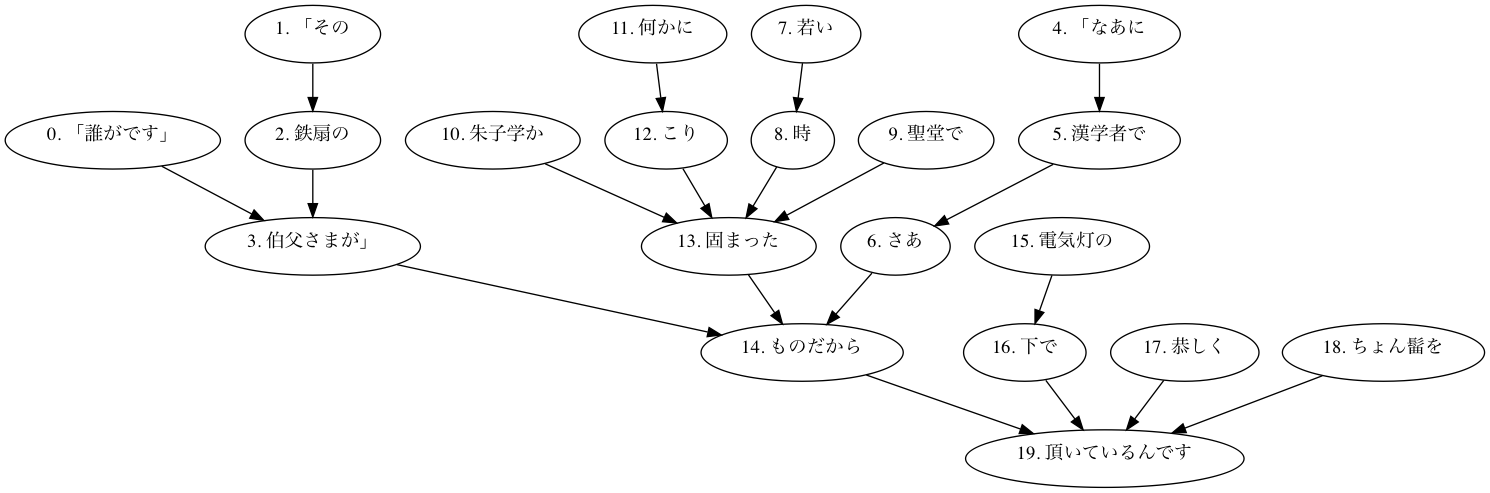 1. 「その
11. 何かに
7. 若い
4. 「なあに
0. 「誰がです」
2. 鉄扇の
10. 朱子学か
12. こり
8. 時
9. 聖堂で
5. 漢学者で
3. 伯父さまが」
13. 固まった
6. さあ
15. 電気灯の
14. ものだから
16. 下で
17. 恭しく
18. ちょん髷を
19. 頂いているんです